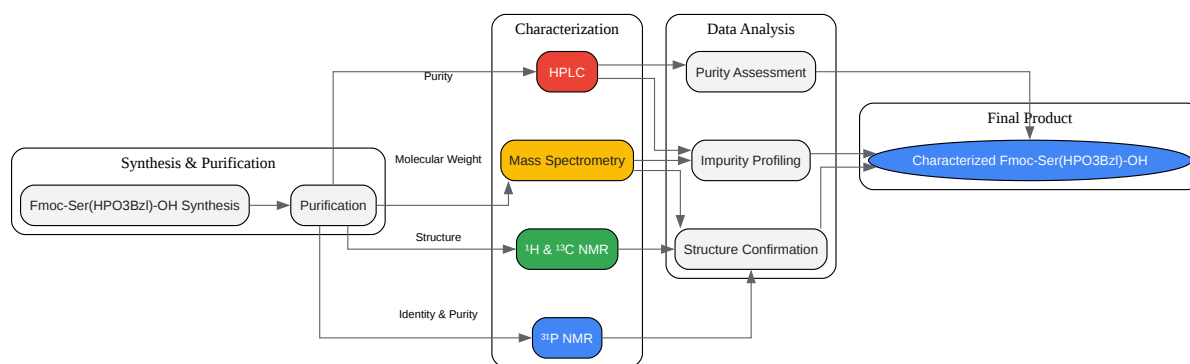 Characterization
Data Analysis
Purity
HPLC
Purity Assessment
Final Product
Synthesis & Purification
Molecular Weight
Mass Spectrometry
Impurity Profiling
Characterized Fmoc-Ser(HPO3Bzl)-OH
Fmoc-Ser(HPO3Bzl)-OH Synthesis
Purification
Structure
¹H & ¹³C NMR
Structure Confirmation
Identity & Purity
³¹P NMR